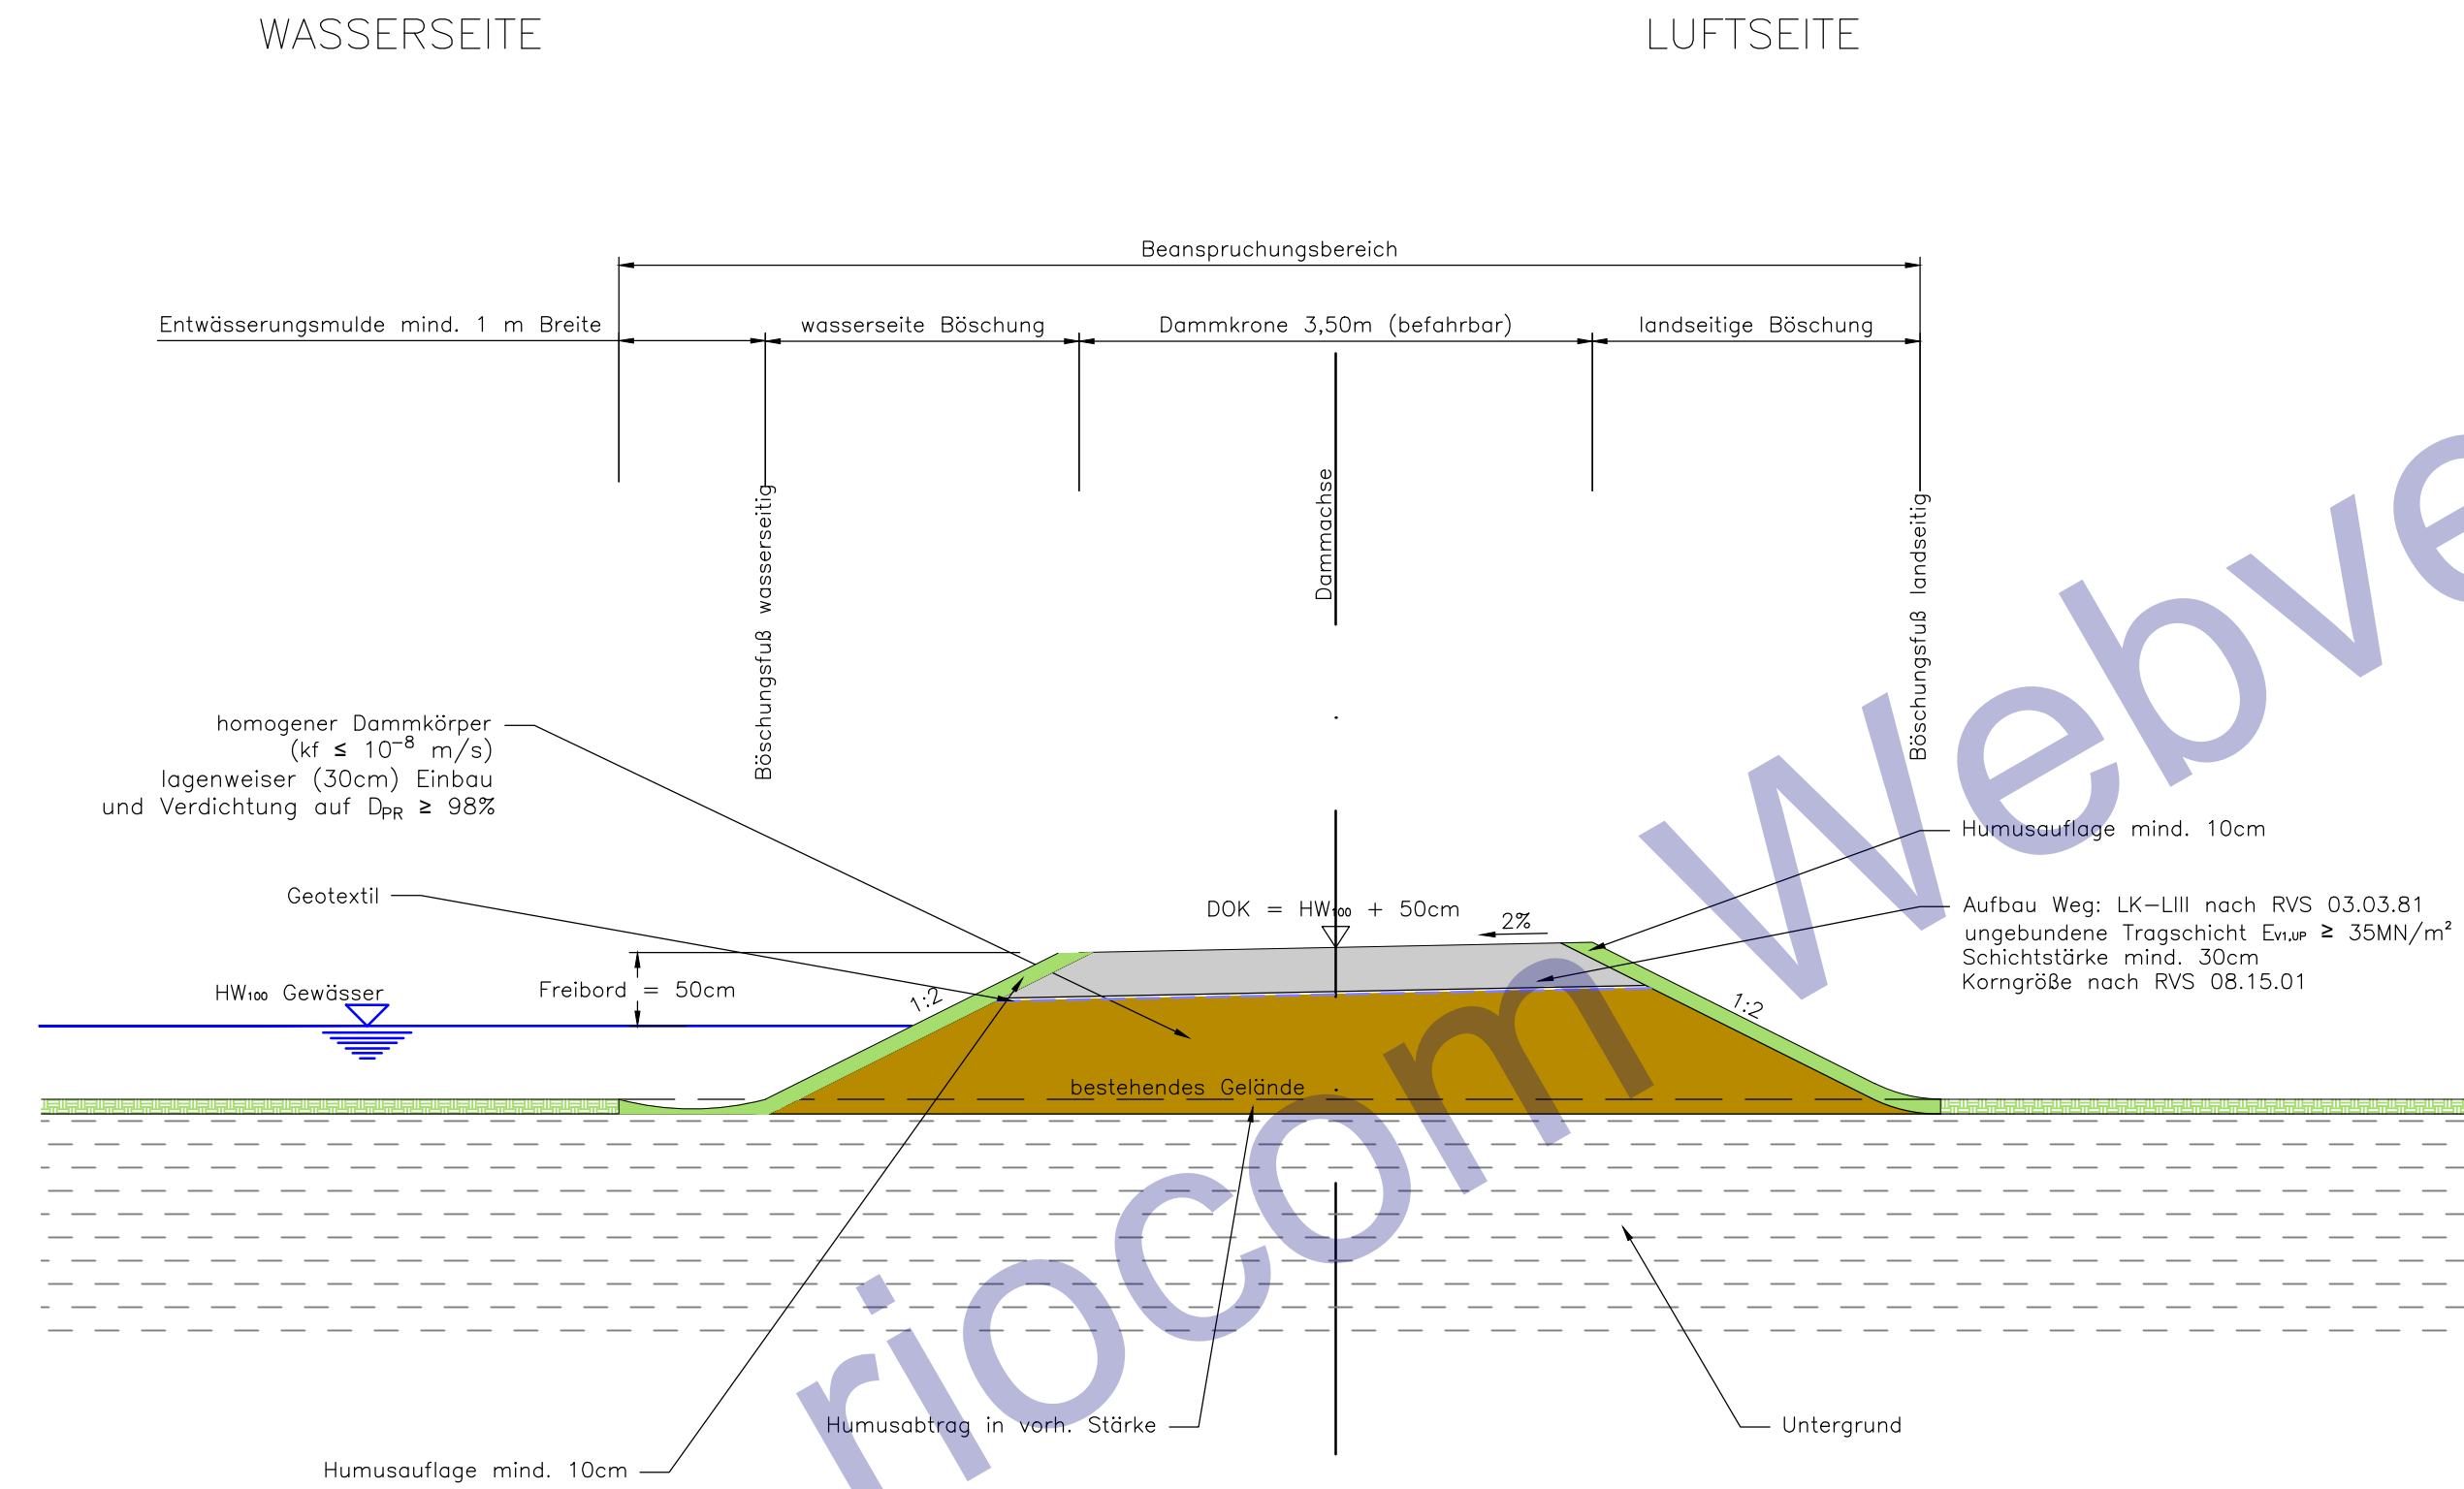 WASSERSEITE
LUFTSEITE
Beanspruchungsbereich
Entwässerungsmulde mind. 1 m Breite
wasserseite Böschung
Dammkrone 3,50m (befahrbar)
landseitige Böschung
Böschungsfuß wasserseitig
Dammachse
Böschungsfuß landseitig
homogener Dammkörper
(kf ≤ 10⁻⁸ m/s)
lagenweiser (30cm) Einbau
und Verdichtung auf DPR ≥ 98%
Humusauflage mind. 10cm
Geotextil
DOK = HW100 + 50cm
2%
Aufbau Weg: LK-LIII nach RVS 03.03.81
ungebundene Tragschicht EV1,UP ≥ 35MN/m²
Schichtstärke mind. 30cm
Korngröße nach RVS 08.15.01
HW100 Gewässer
Freibord = 50cm
1:2
1:2
bestehendes Gelände
Humusabtrag in vorh. Stärke
Untergrund
Humusauflage mind. 10cm
riocom Webve